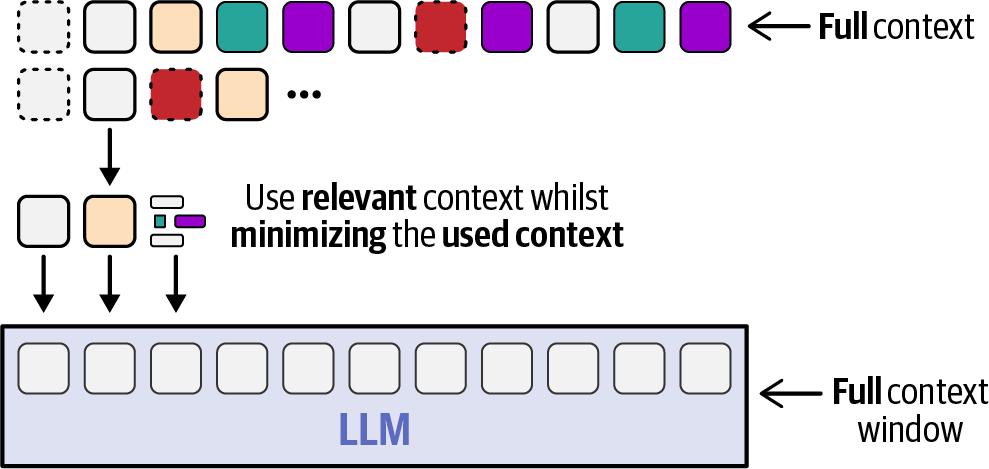 Full context
...
Use relevant context whilst
minimizing the used context
Full context
window
LLM